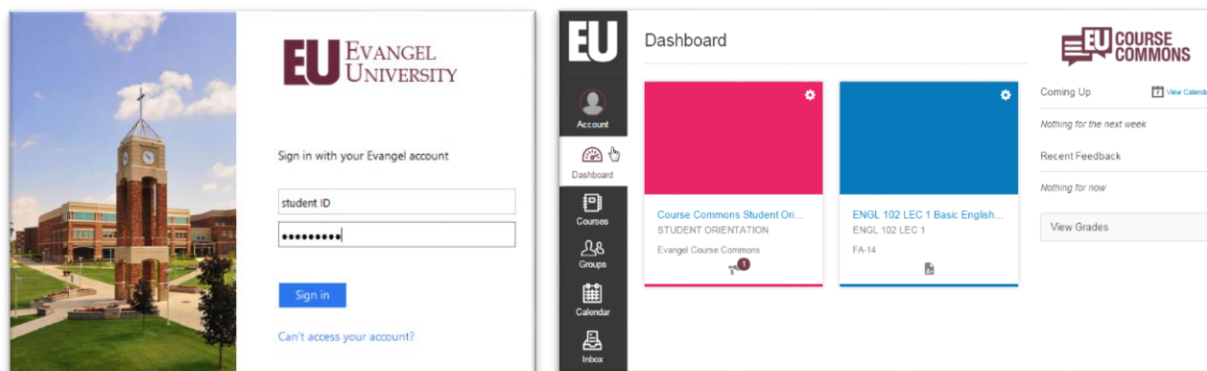 EU EVANGEL
UNIVERSITY
Sign in with your Evangel account
student ID
•••••••••
Sign in
Can't access your account?
EU
Account
Dashboard
Courses
Groups
Calendar
Inbox
Dashboard
Course Commons Student Ori...
STUDENT ORIENTATION
Evangel Course Commons
1
ENGL 102 LEC 1 Basic English...
ENGL 102 LEC 1
FA-14
EU COURSE
COMMONS
Coming Up
7 View Calenda
Nothing for the next week
Recent Feedback
Nothing for now
View Grades